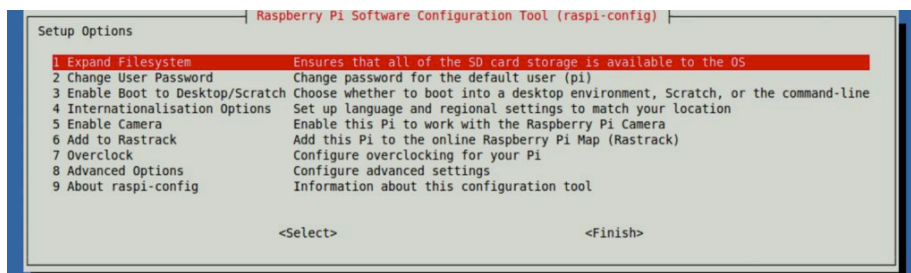 Raspberry Pi Software Configuration Tool (raspi-config)
Setup Options
1 Expand Filesystem Ensures that all of the SD card storage is available to the OS
2 Change User Password Change password for the default user (pi)
3 Enable Boot to Desktop/Scratch Choose whether to boot into a desktop environment, Scratch, or the command-line
4 Internationalisation Options Set up language and regional settings to match your location
5 Enable Camera Enable this Pi to work with the Raspberry Pi Camera
6 Add to Rastrack Add this Pi to the online Raspberry Pi Map (Rastrack)
7 Overclock Configure overclocking for your Pi
8 Advanced Options Configure advanced settings
9 About raspi-config Information about this configuration tool
<Select> <Finish>